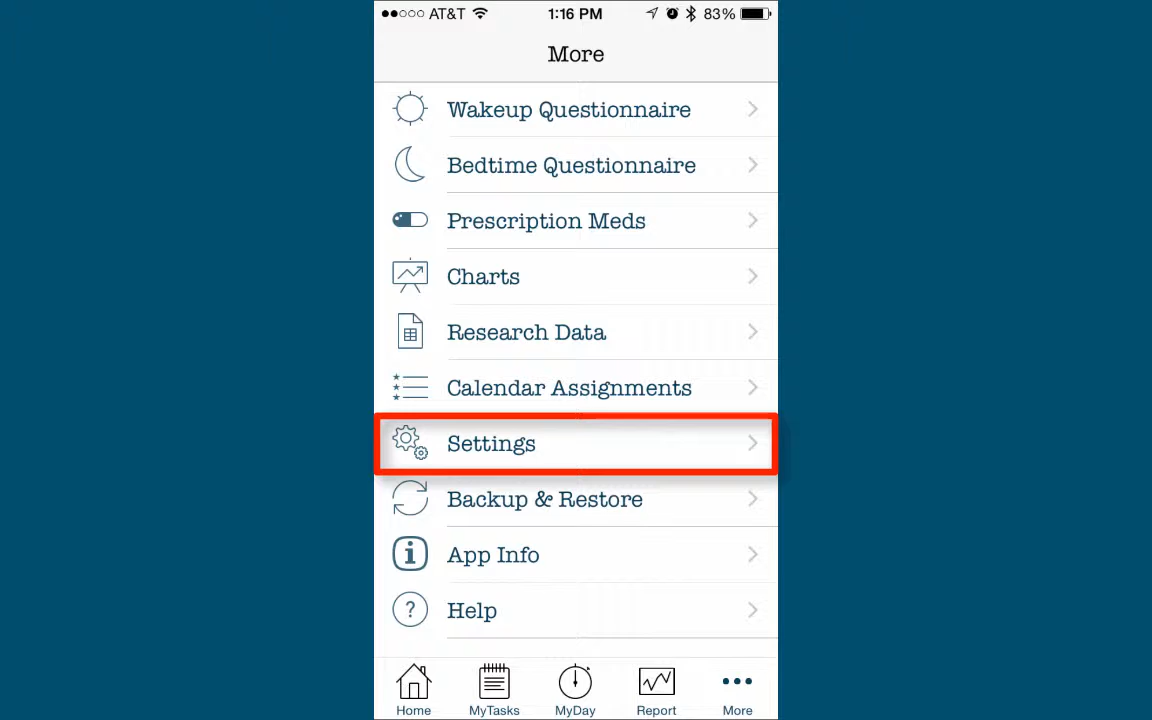 AT&T 1:16 PM 83%
More
Wakeup Questionnaire
Bedtime Questionnaire
Prescription Meds
Charts
Research Data
Calendar Assignments
Settings
Backup & Restore
App Info
? Help
Home MyTasks MyDay Report More